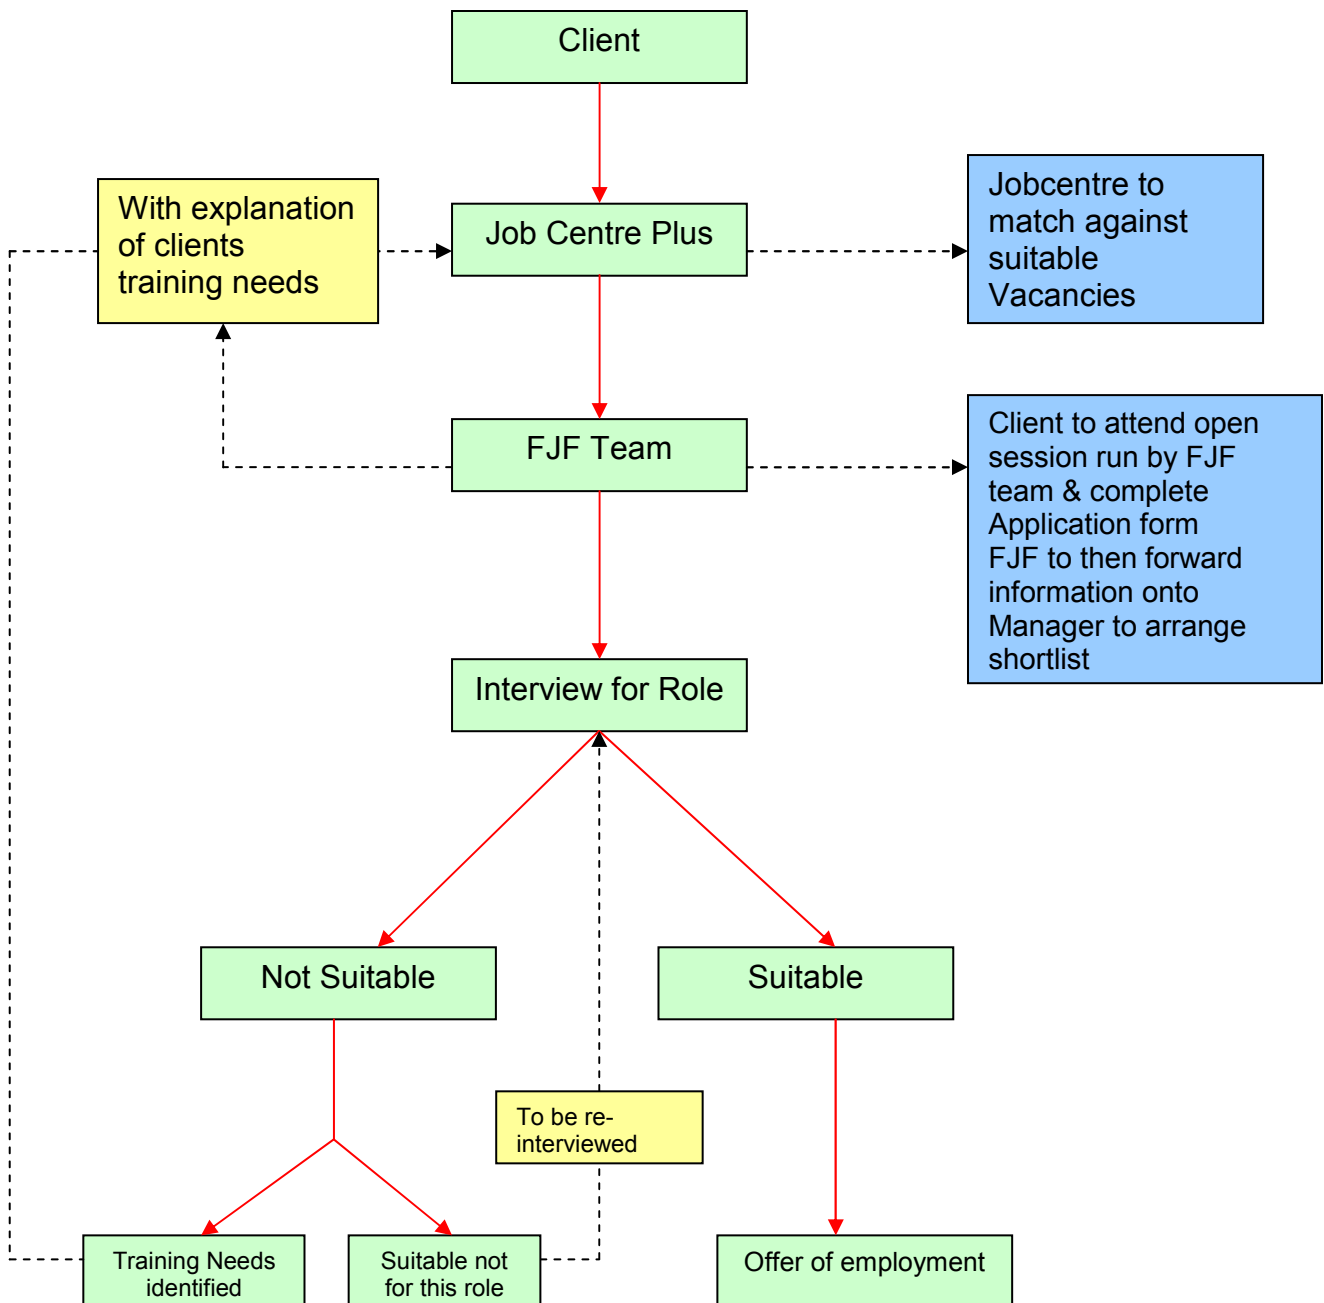 Client
With explanation
of clients
training needs
Job Centre Plus
Jobcentre to
match against
suitable
Vacancies
FJF Team
Client to attend open
session run by FJF
team & complete
Application form
FJF to then forward
information onto
Manager to arrange
shortlist
Interview for Role
Not Suitable
Suitable
To be re-
interviewed
Training Needs
identified
Suitable not
for this role
Offer of employment